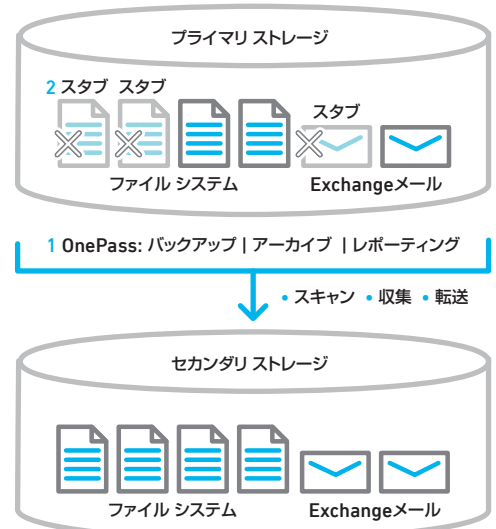 プライマリ ストレージ
2 スタブ スタブ
スタブ
ファイル システム Exchangeメール
1 OnePass: バックアップ | アーカイブ | レポーティング
• スキャン • 収集 • 転送
セカンダリ ストレージ
ファイル システム Exchangeメール